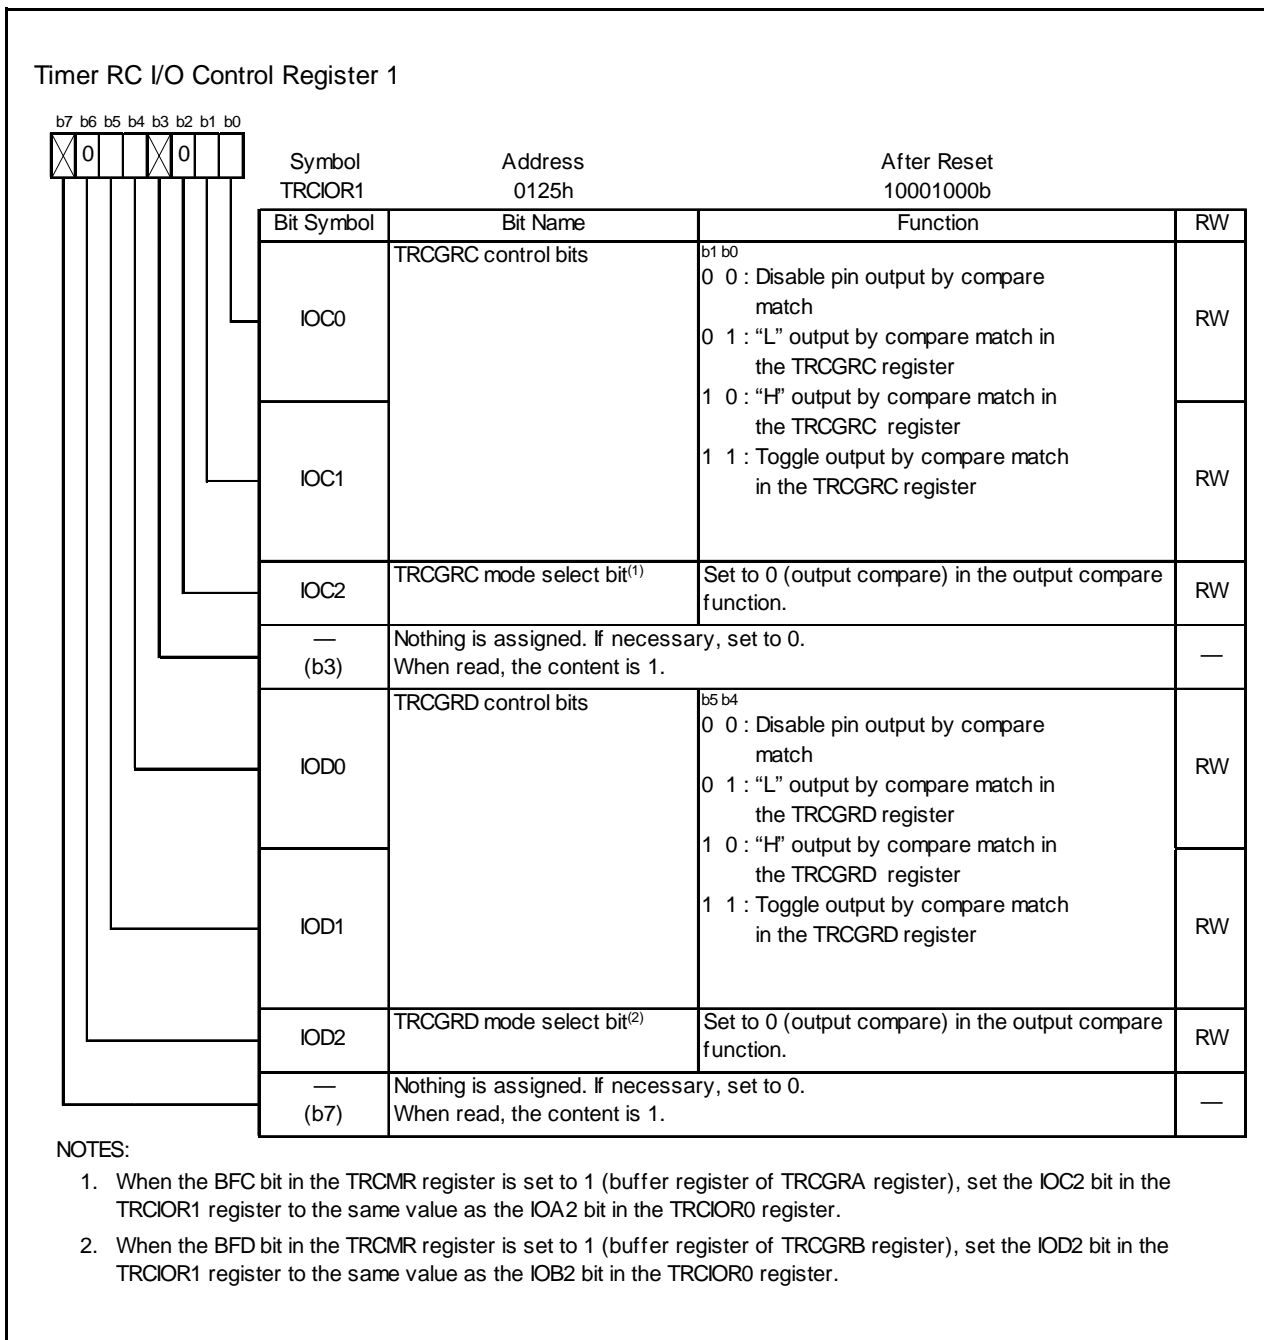 Timer RC I/O Control Register 1
b7 b6 b5 b4 b3 b2 b1 b0
0 0
Symbol Address After Reset
TRCIOR1 0125h 10001000b
Bit Symbol Bit Name Function RW
IOC0
IOC1
TRCGRC control bits
b1 b0
0 0 : Disable pin output by compare
match
0 1 : “L” output by compare match in
the TRCGRC register
1 0 : “H” output by compare match in
the TRCGRC register
1 1 : Toggle output by compare match
in the TRCGRC register
RW
RW
IOC2
TRCGRC mode select bit(1)
Set to 0 (output compare) in the output compare
function.
RW
—
(b3)
Nothing is assigned. If necessary, set to 0.
When read, the content is 1.
—
IOD0
IOD1
TRCGRD control bits
b5 b4
0 0 : Disable pin output by compare
match
0 1 : “L” output by compare match in
the TRCGRD register
1 0 : “H” output by compare match in
the TRCGRD register
1 1 : Toggle output by compare match
in the TRCGRD register
RW
RW
IOD2
TRCGRD mode select bit(2)
Set to 0 (output compare) in the output compare
function.
RW
—
(b7)
Nothing is assigned. If necessary, set to 0.
When read, the content is 1.
—
NOTES:
1. When the BFC bit in the TRCMR register is set to 1 (buffer register of TRCGRA register), set the IOC2 bit in the
TRCIOR1 register to the same value as the IOA2 bit in the TRCIOR0 register.
2. When the BFD bit in the TRCMR register is set to 1 (buffer register of TRCGRB register), set the IOD2 bit in the
TRCIOR1 register to the same value as the IOB2 bit in the TRCIOR0 register.